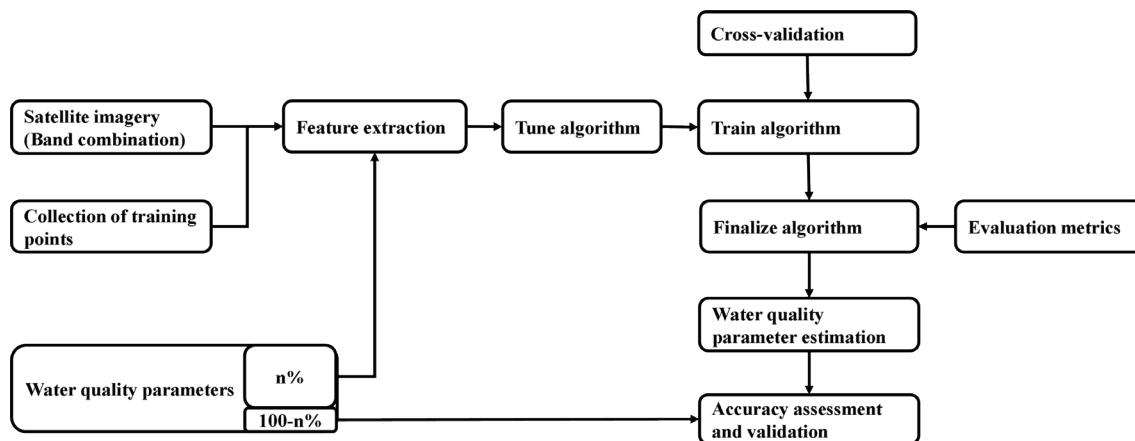 Cross-validation
Satellite imagery
(Band combination)
Feature extraction
Tune algorithm
Train algorithm
Collection of training
points
Finalize algorithm
Evaluation metrics
Water quality
parameter estimation
Water quality parameters
n%
100-n%
Accuracy assessment
and validation